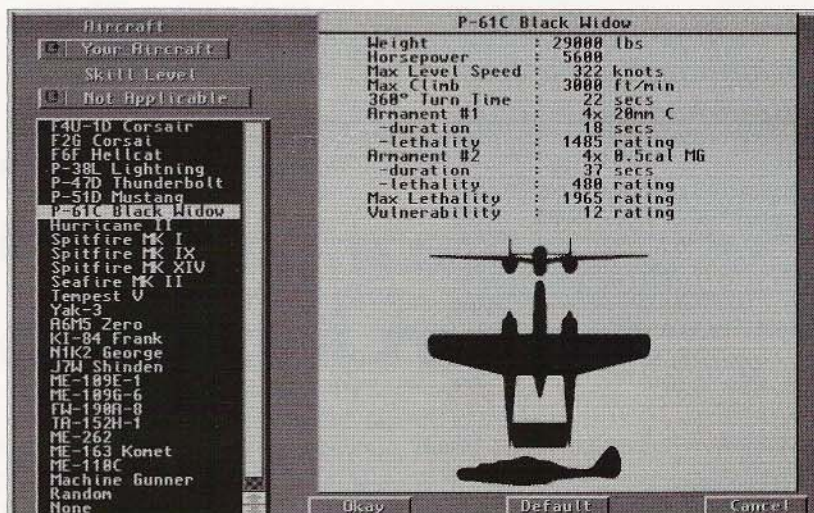 Aircraft
Your Aircraft
Skill Level
Not Applicable
F4U-1D Corsair
F2G Corsai
F6F Hellcat
P-38L Lightning
P-47D Thunderbolt
P-51D Mustang
P-61C Black Widow
Hurricane II
Spitfire MK I
Spitfire MK IX
Spitfire MK XIV
Seafire MK II
Tempest V
Yak-3
A6M5 Zero
KI-84 Frank
N1K2 George
J7W Shinden
ME-109E-1
ME-109G-6
FW-190A-8
TA-152H-1
ME-262
ME-163 Komet
ME-110C
Machine Gunner
Random
None
P-61C Black Widow
Weight : 29000 lbs
Horsepower : 5600
Max Level Speed : 322 knots
Max Climb : 3000 ft/min
360° Turn Time : 22 secs
Armament #1 : 4x 20mm C
-duration : 18 secs
-lethality : 1485 rating
Armament #2 : 4x 0.5cal MG
-duration : 37 secs
-lethality : 480 rating
Max Lethality : 1965 rating
Vulnerability : 12 rating
Okay
Default
Cancel